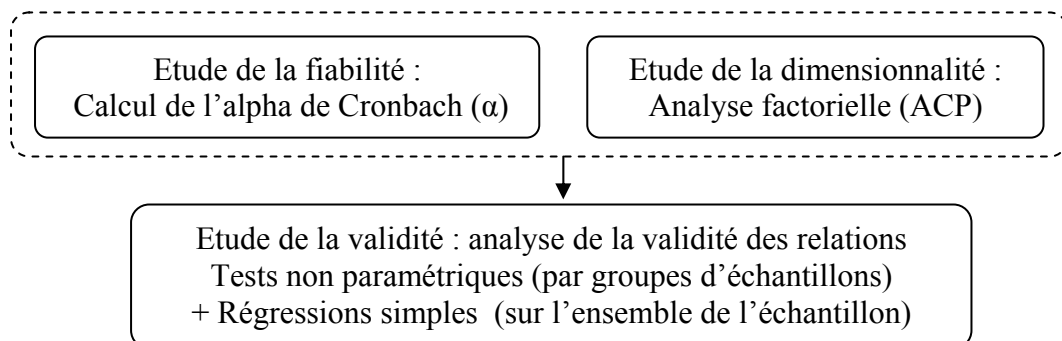 Etude de la fiabilité :
Calcul de l’alpha de Cronbach (α)
Etude de la dimensionnalité :
Analyse factorielle (ACP)
Etude de la validité : analyse de la validité des relations
Tests non paramétriques (par groupes d’échantillons)
+ Régressions simples (sur l’ensemble de l’échantillon)